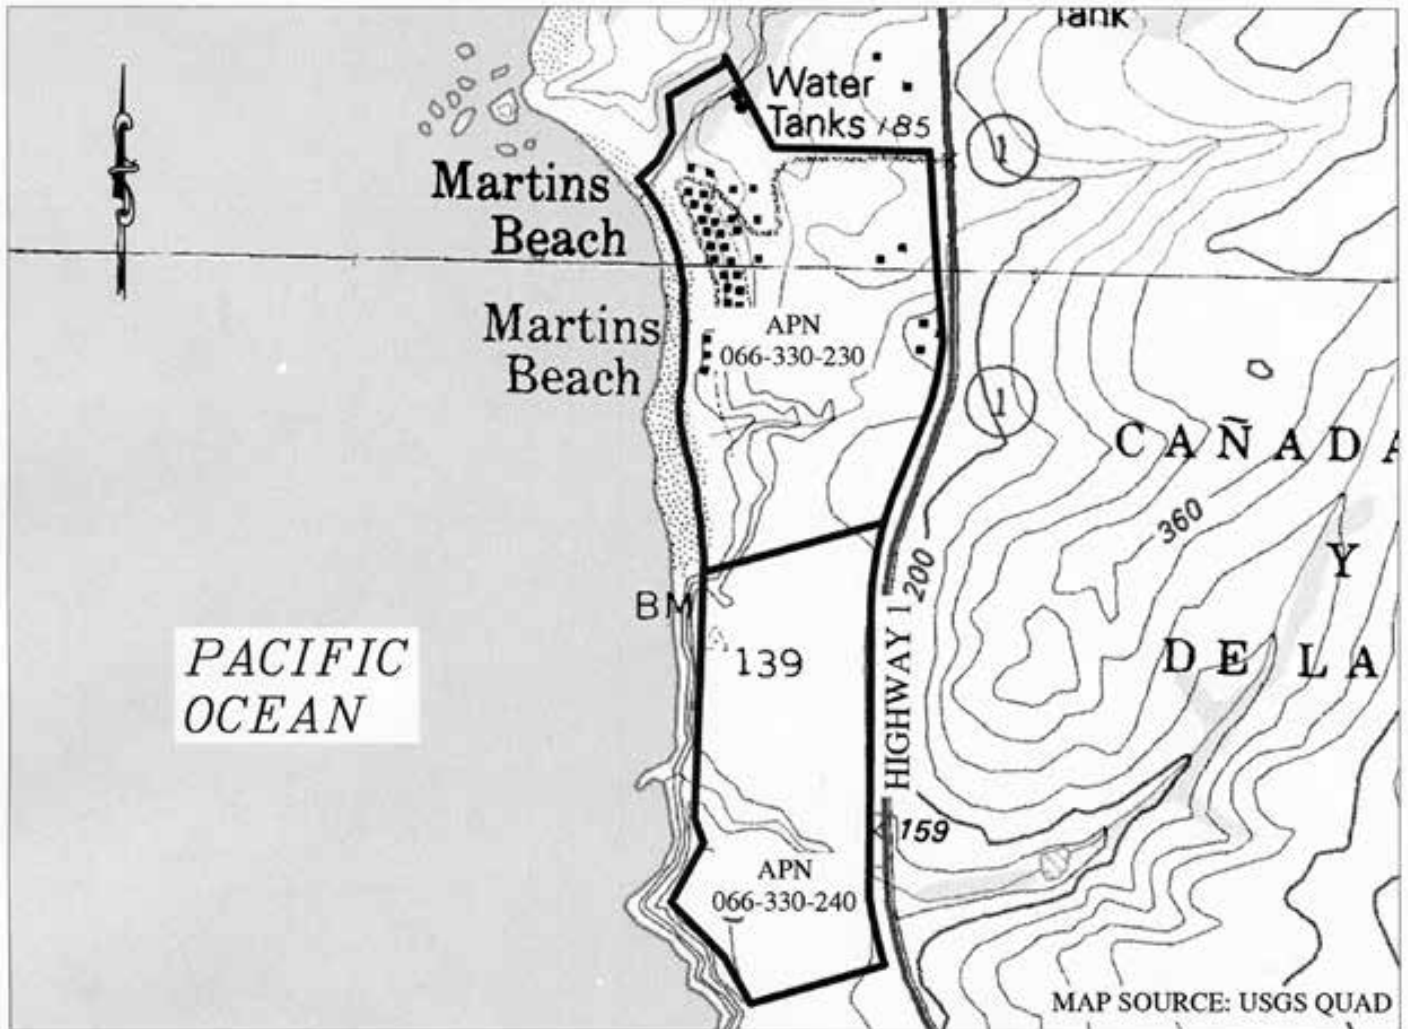 Tank
Water
Tanks 185
1
Martins
Beach
Martins
Beach
APN
066-330-230
1
CAÑADA
360
200
Y
BM
139
PACIFIC
OCEAN
DE LA
HIGHWAY 1
159
APN
066-330-240
MAP SOURCE: USGS QUAD